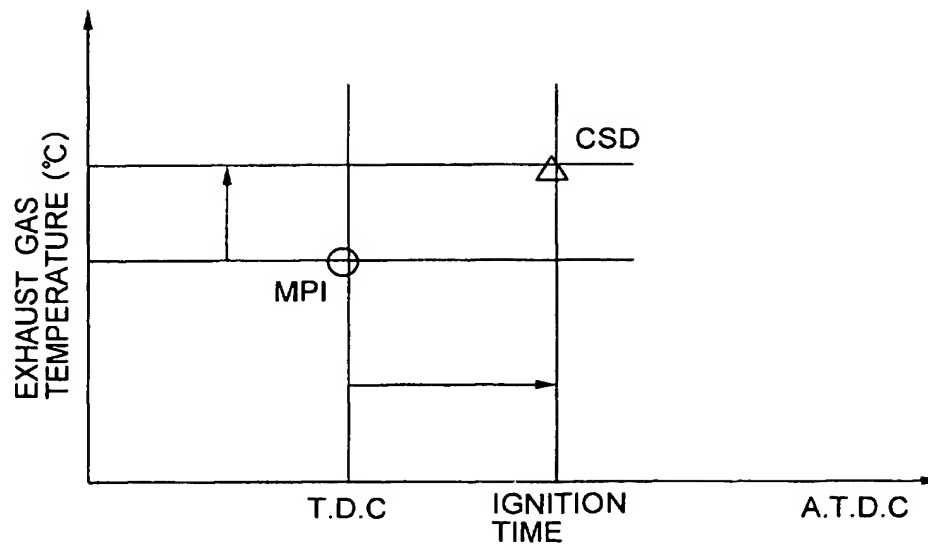 EXHAUST GAS
TEMPERATURE (°C)
CSD
MPI
T.D.C
IGNITION
TIME
A.T.D.C